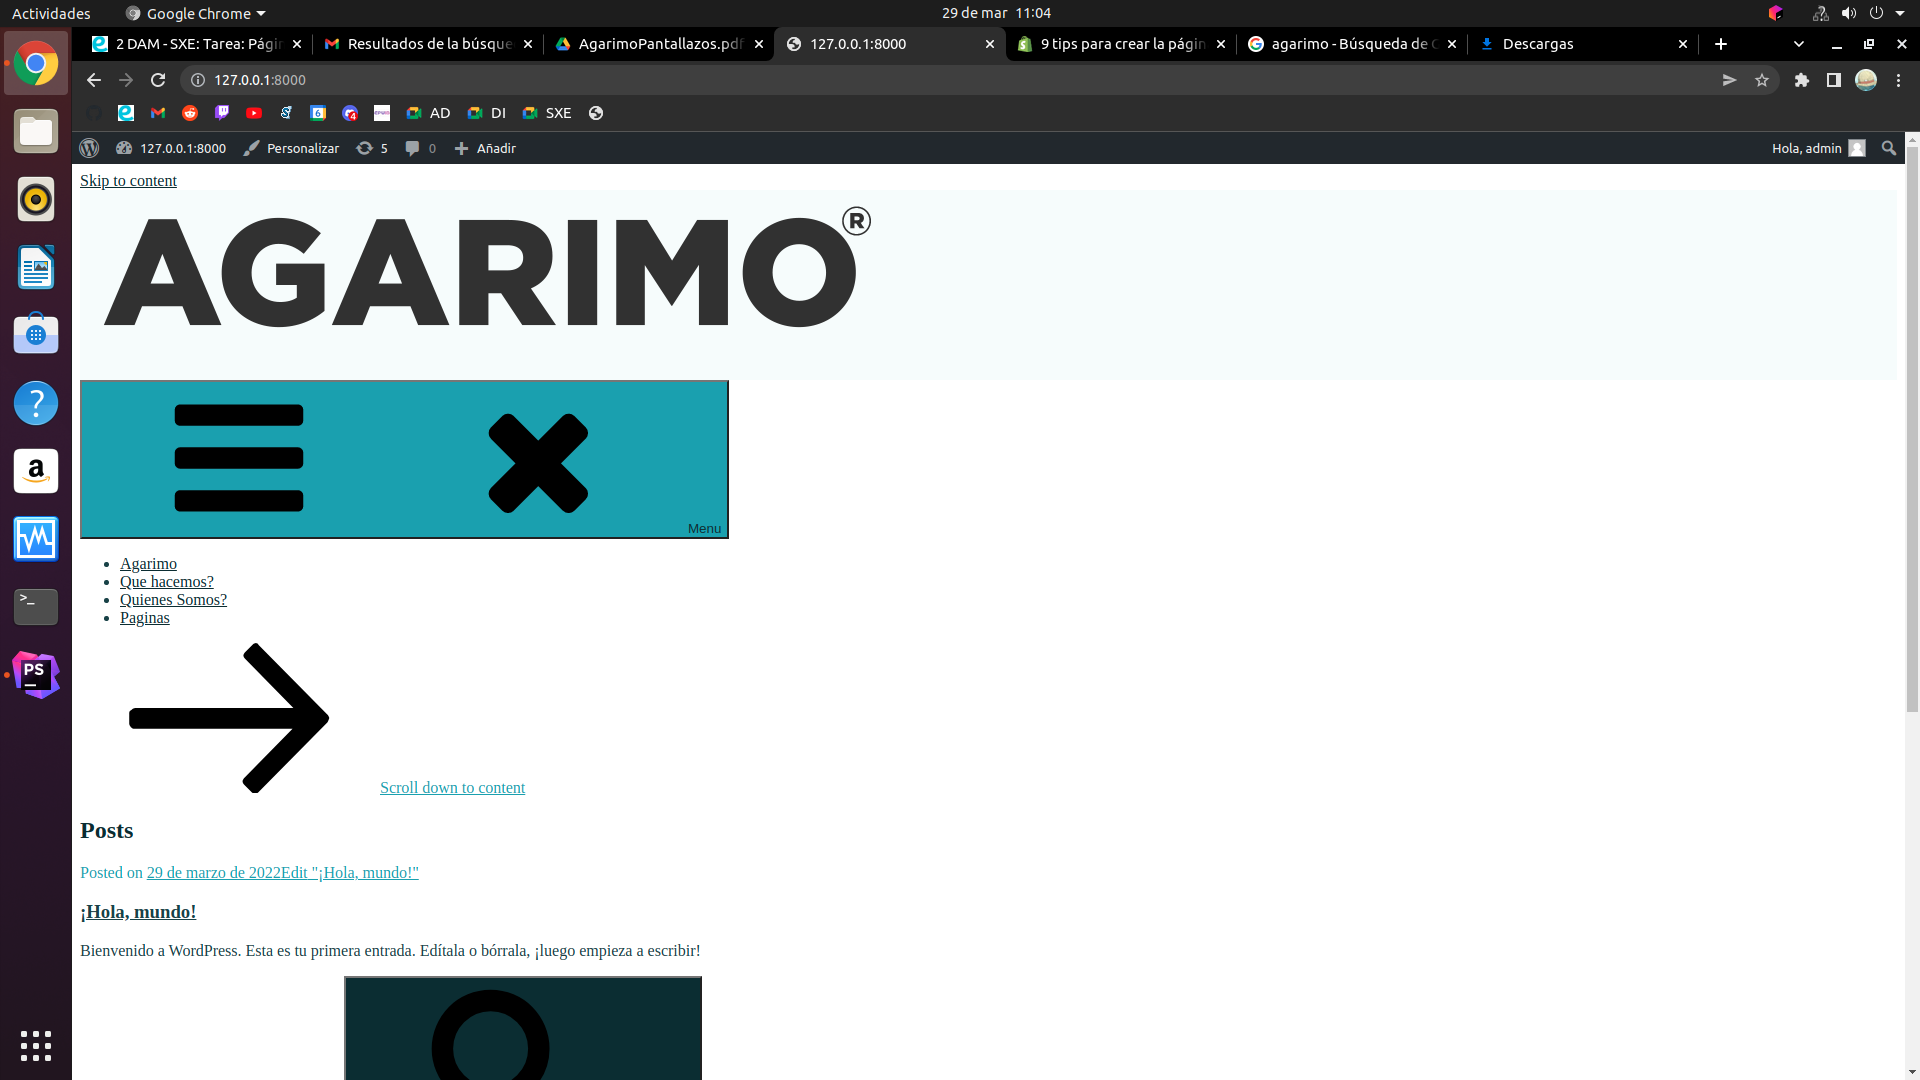 Actividades
Google Chrome
29 de mar 11:04
2 DAM - SXE: Tarea: Págin
Resultados de la búsque
AgarimoPantallazos.pdf
127.0.0.1:8000
9 tips para crear la págin
agarimo - Búsqueda de G
Descargas
127.0.0.1:8000
AD
DI
SXE
127.0.0.1:8000
Personalizar
5
0
Añadir
Hola, admin
Skip to content
AGARIMO®
Menu
Agarimo
Que hacemos?
Quienes Somos?
Paginas
Scroll down to content
Posts
Posted on 29 de marzo de 2022Edit "¡Hola, mundo!"
¡Hola, mundo!
Bienvenido a WordPress. Esta es tu primera entrada. Edítala o bórrala, ¡luego empieza a escribir!
PS